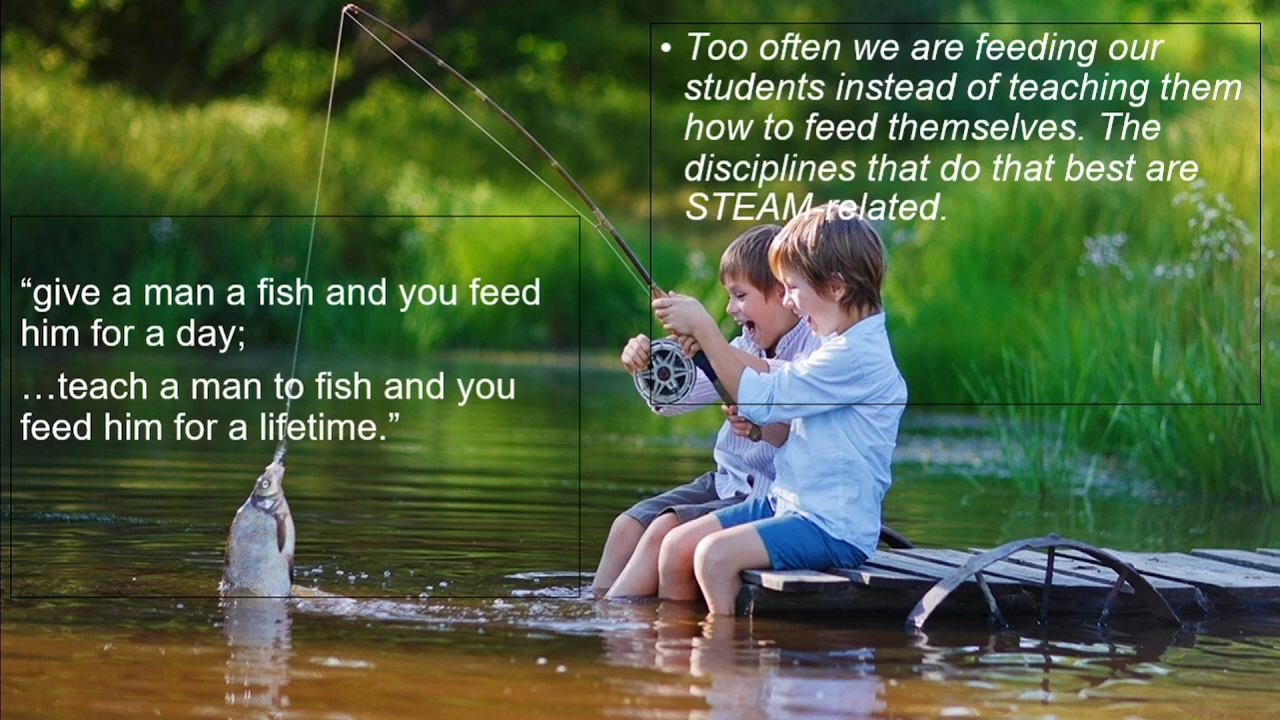 “give a man a fish and you feed
him for a day;
…teach a man to fish and you
feed him for a lifetime.”
• Too often we are feeding our
students instead of teaching them
how to feed themselves. The
disciplines that do that best are
STEAM-related.